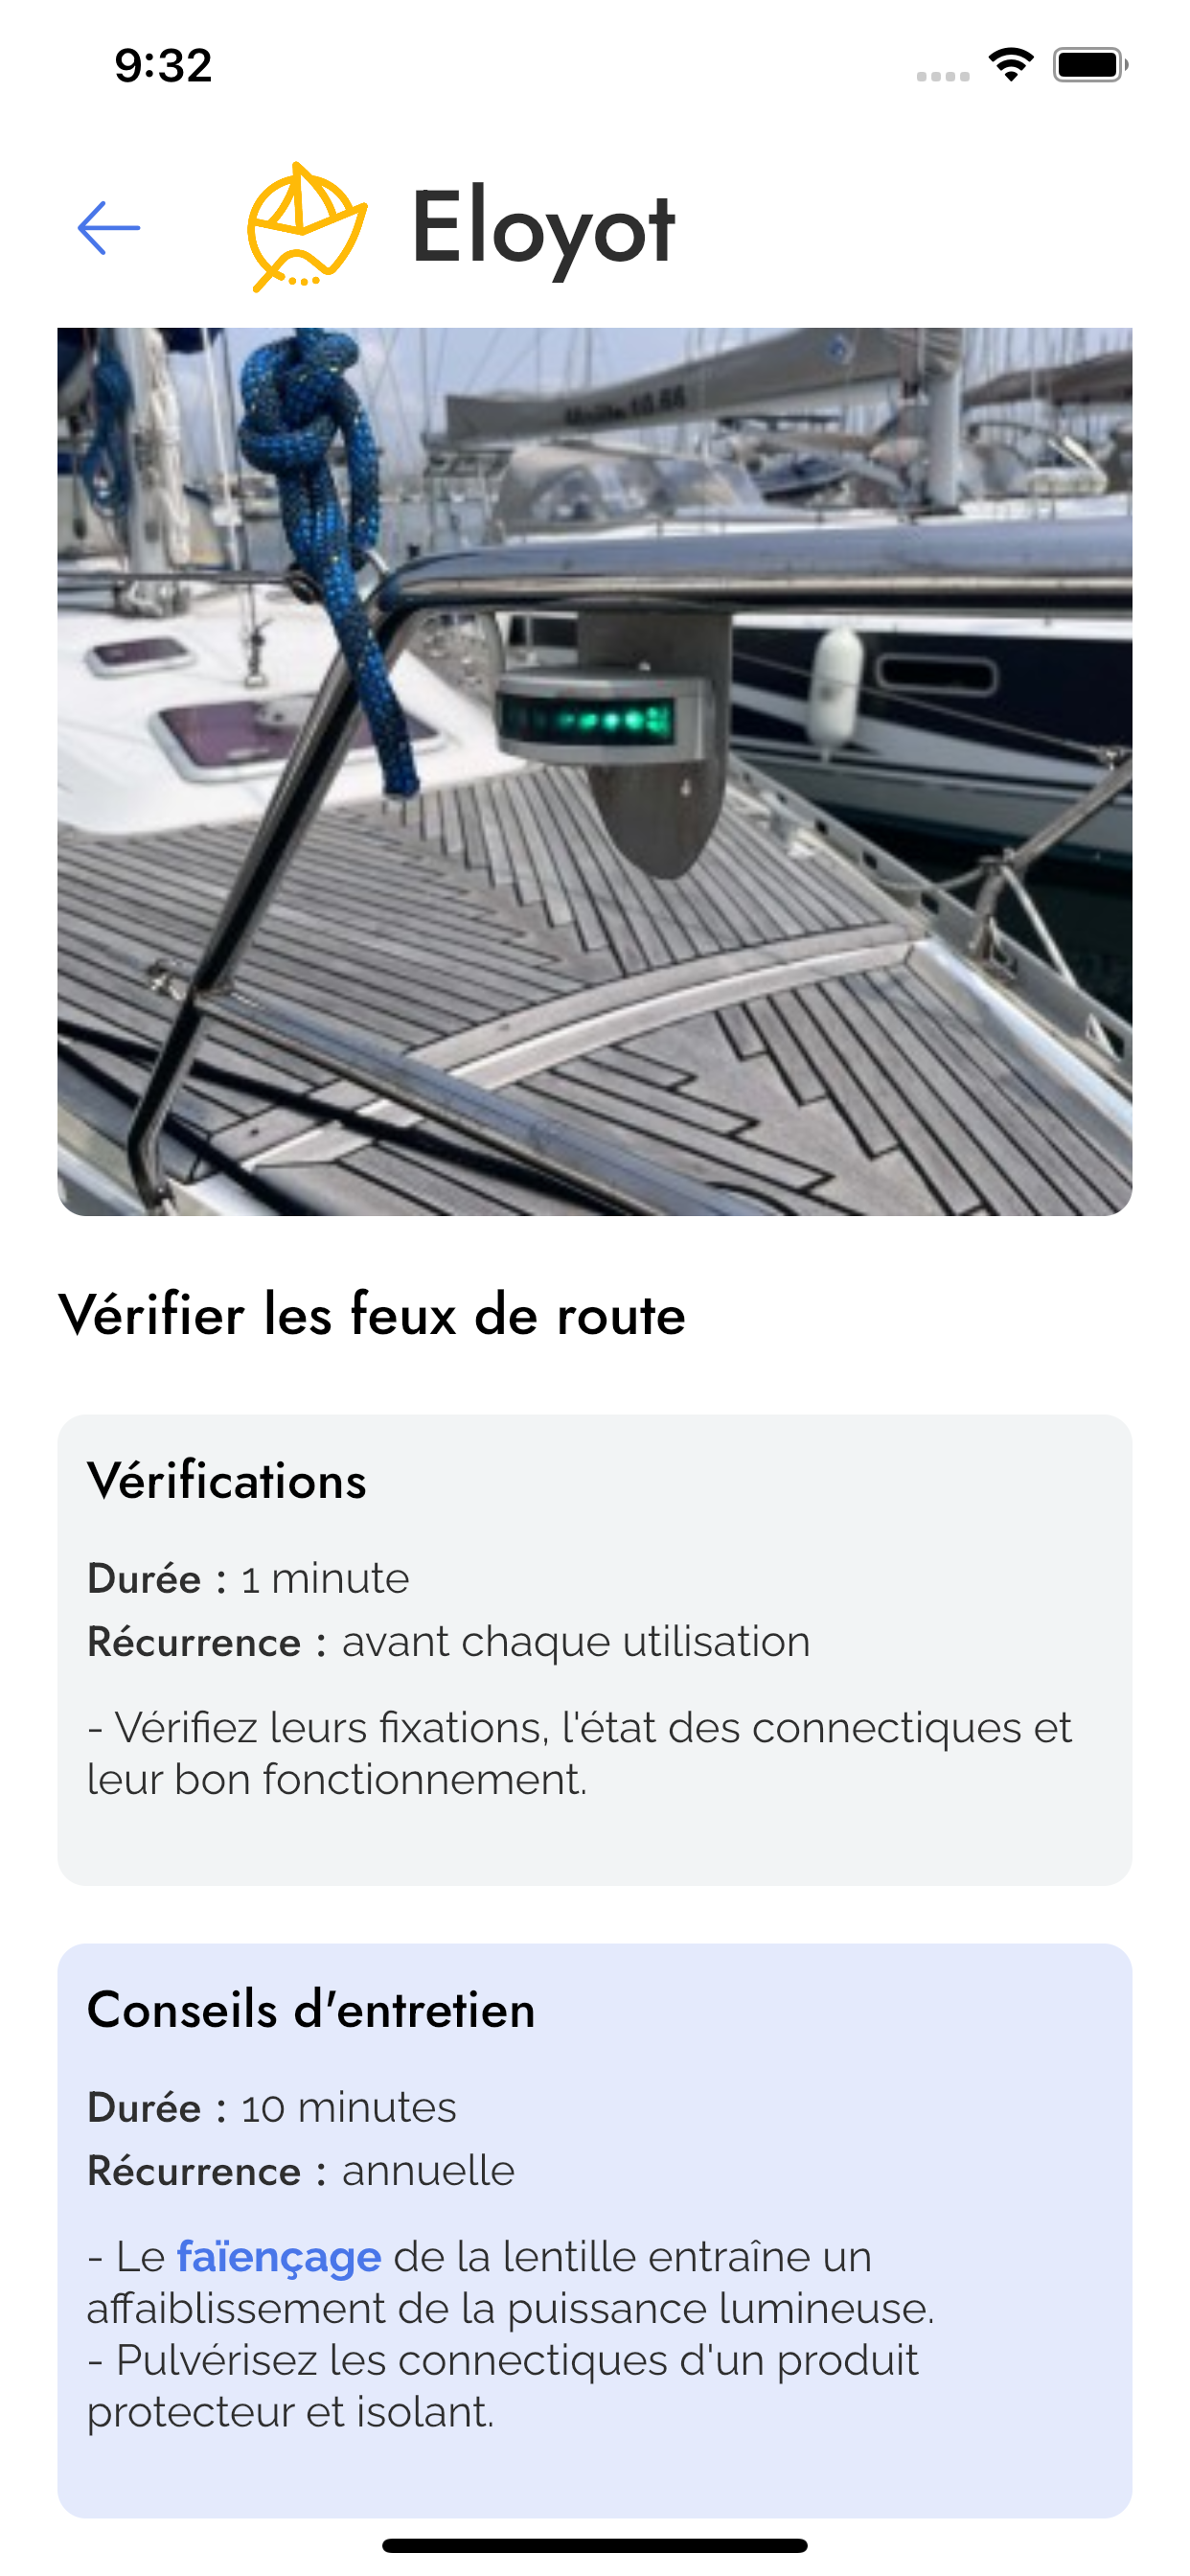 9:32
Eloyot
Vérifier les feux de route
Vérifications
Durée : 1 minute
Récurrence : avant chaque utilisation
- Vérifiez leurs fixations, l'état des connectiques et
leur bon fonctionnement.
Conseils d'entretien
Durée : 10 minutes
Récurrence : annuelle
- Le faïençage de la lentille entraîne un
affaiblissement de la puissance lumineuse.
- Pulvérisez les connectiques d'un produit
protecteur et isolant.